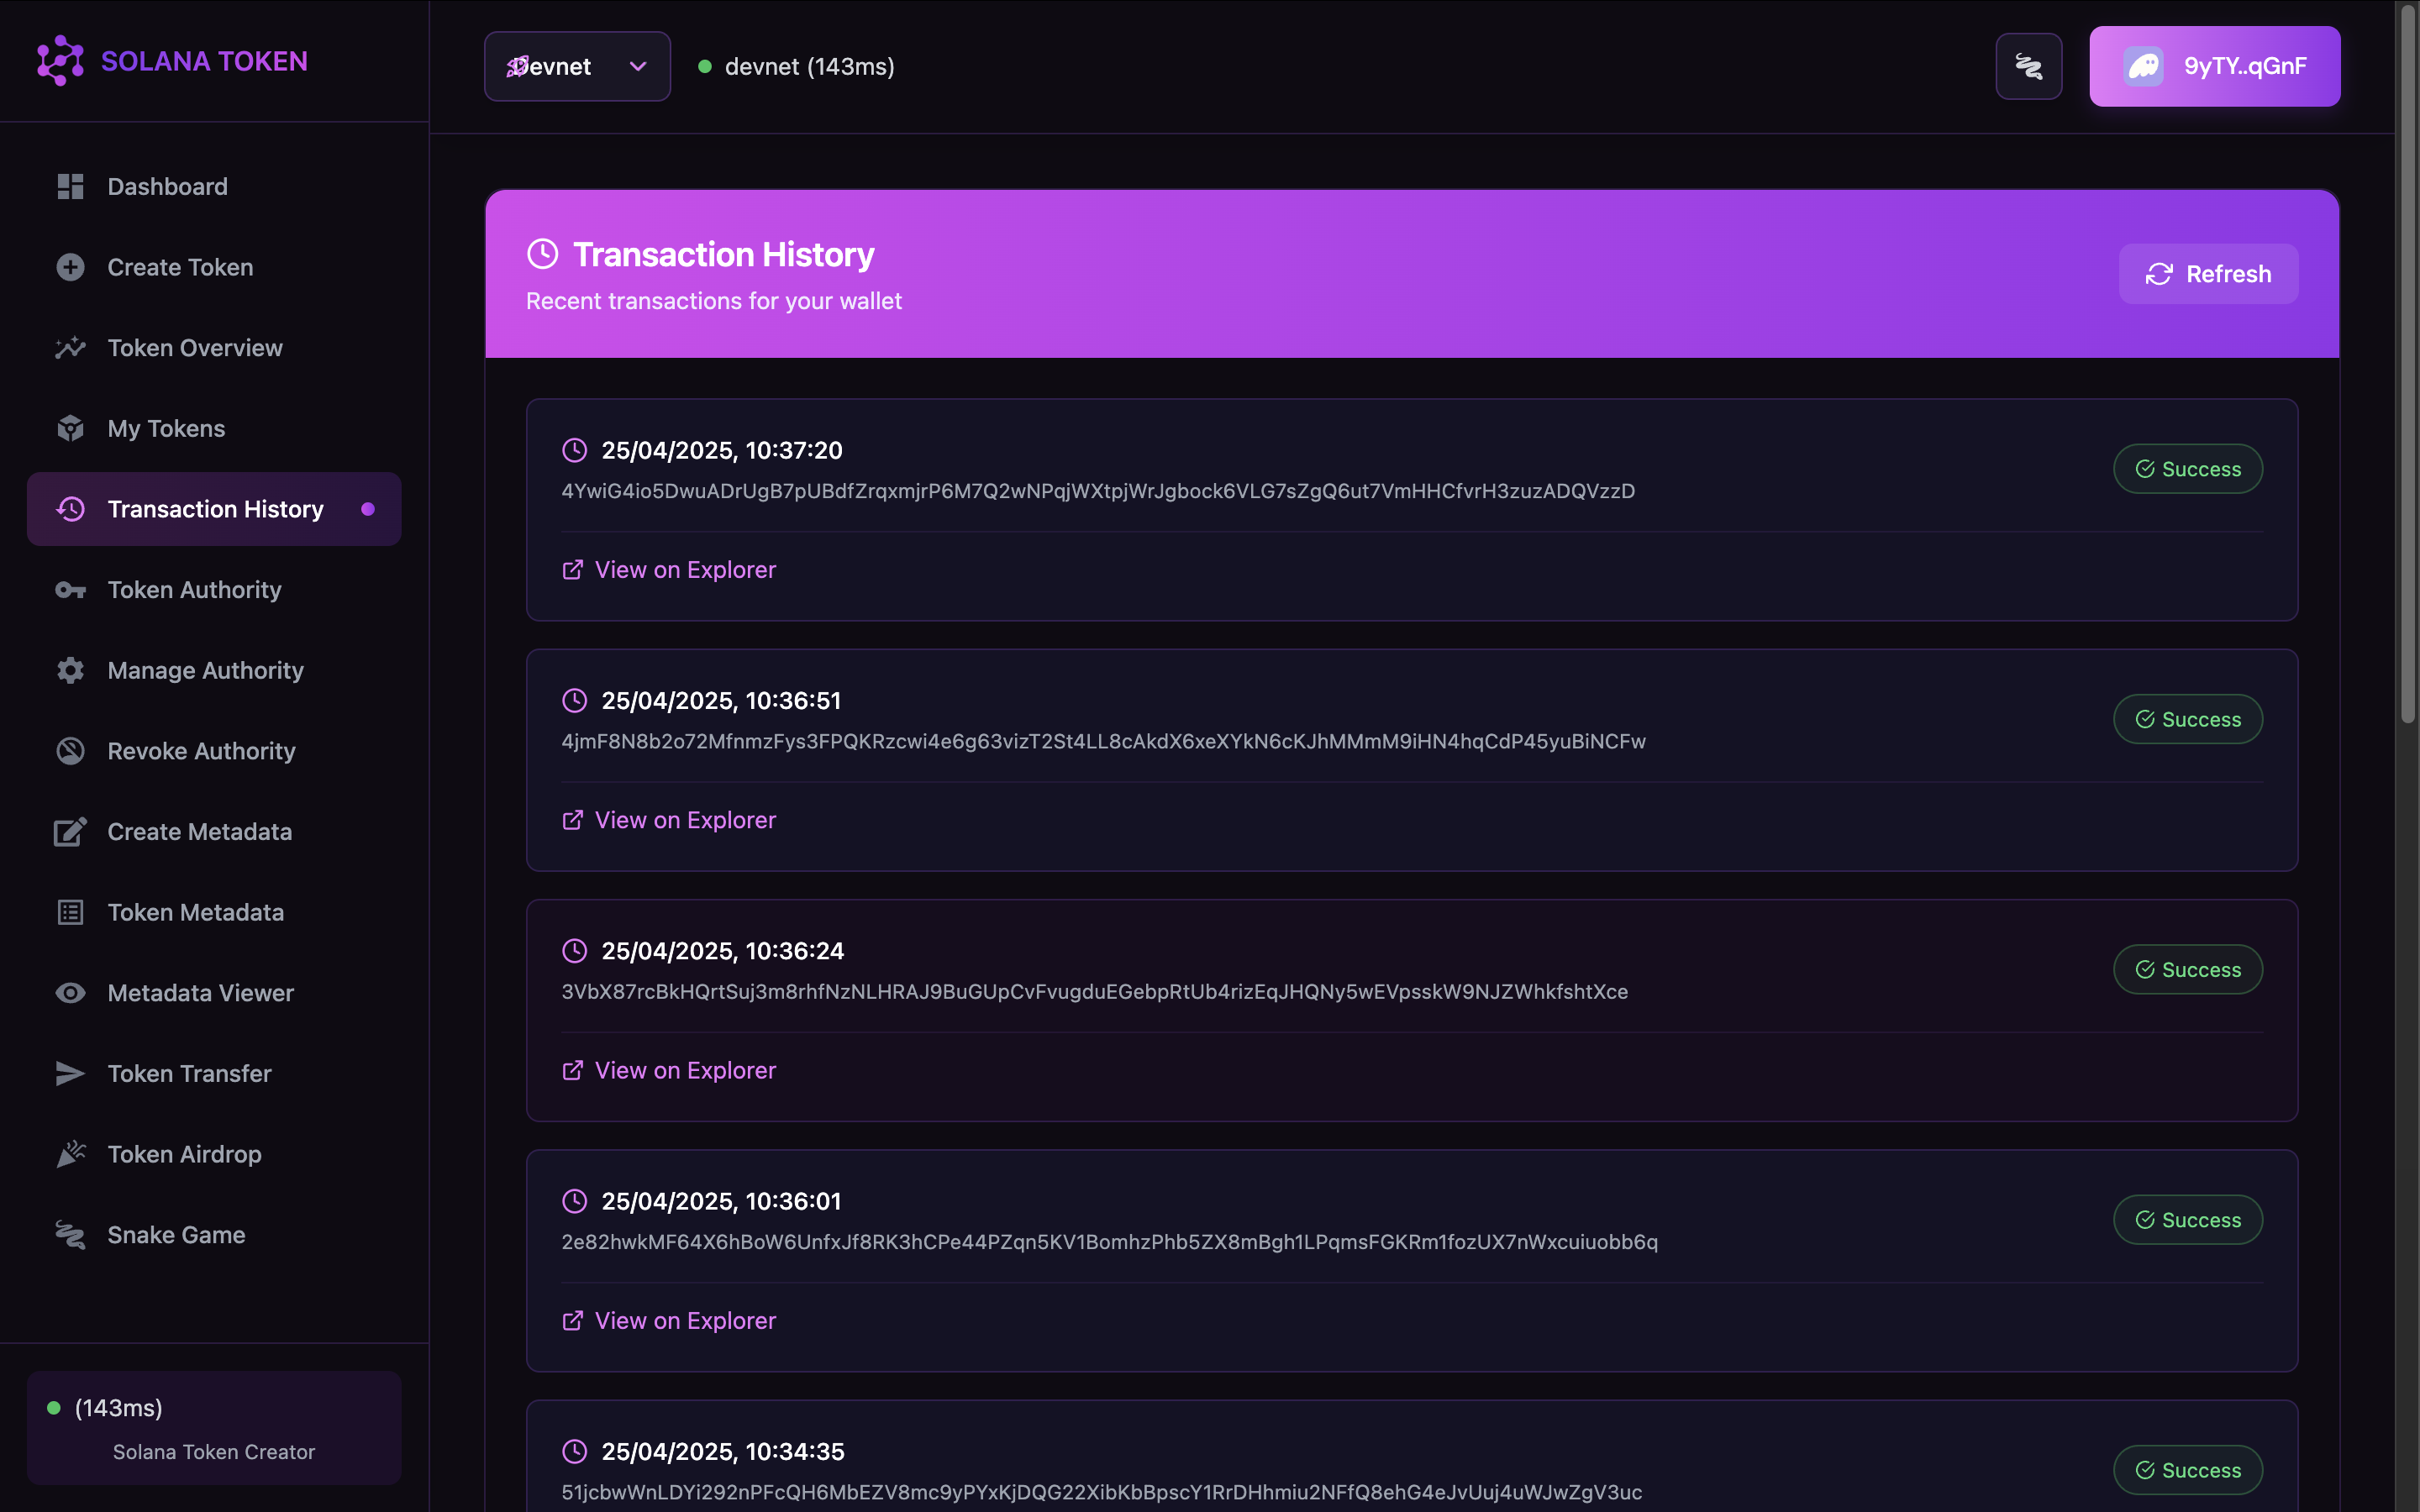 SOLANA TOKEN
Dashboard
Create Token
Token Overview
My Tokens
Transaction History
Token Authority
Manage Authority
Revoke Authority
Create Metadata
Token Metadata
Metadata Viewer
Token Transfer
Token Airdrop
Snake Game
(143ms)
Solana Token Creator
Devnet
devnet (143ms)
9yTY..qGnF
Transaction History
Recent transactions for your wallet
Refresh
25/04/2025, 10:37:20
4YwiG4io5DwuADrUgB7pUBdfZrqxmjrP6M7Q2wNPqjWXtpjWrJgbock6VLG7sZgQ6ut7VmHHCfvrH3zuzADQVzzD
Success
View on Explorer
25/04/2025, 10:36:51
4jmF8N8b2o72MfnmzFys3FPQKRzcwi4e6g63vizT2St4LL8cAkdX6xeXYkN6cKJhMMmM9iHN4hqCdP45yuBiNCFw
Success
View on Explorer
25/04/2025, 10:36:24
3VbX87rcBkHQrtSuj3m8rhfNzNLHRAJ9BuGUpCvFvugduEGebpRtUb4rizEqJHQNy5wEVpsskW9NJZWhkfshtXce
Success
View on Explorer
25/04/2025, 10:36:01
2e82hwkMF64X6hBoW6UnfxJf8RK3hCPe44PZqn5KV1BomhzPhb5ZX8mBgh1LPqmsFGKRm1fozUX7nWxcuiuobb6q
Success
View on Explorer
25/04/2025, 10:34:35
51jcbwWnLDYi292nPFcQH6MbEZV8mc9yPYxKjDQG22XibKbBpscY1RrDHhmiu2NFfQ8ehG4eJvUuj4uWJwZgV3uc
Success